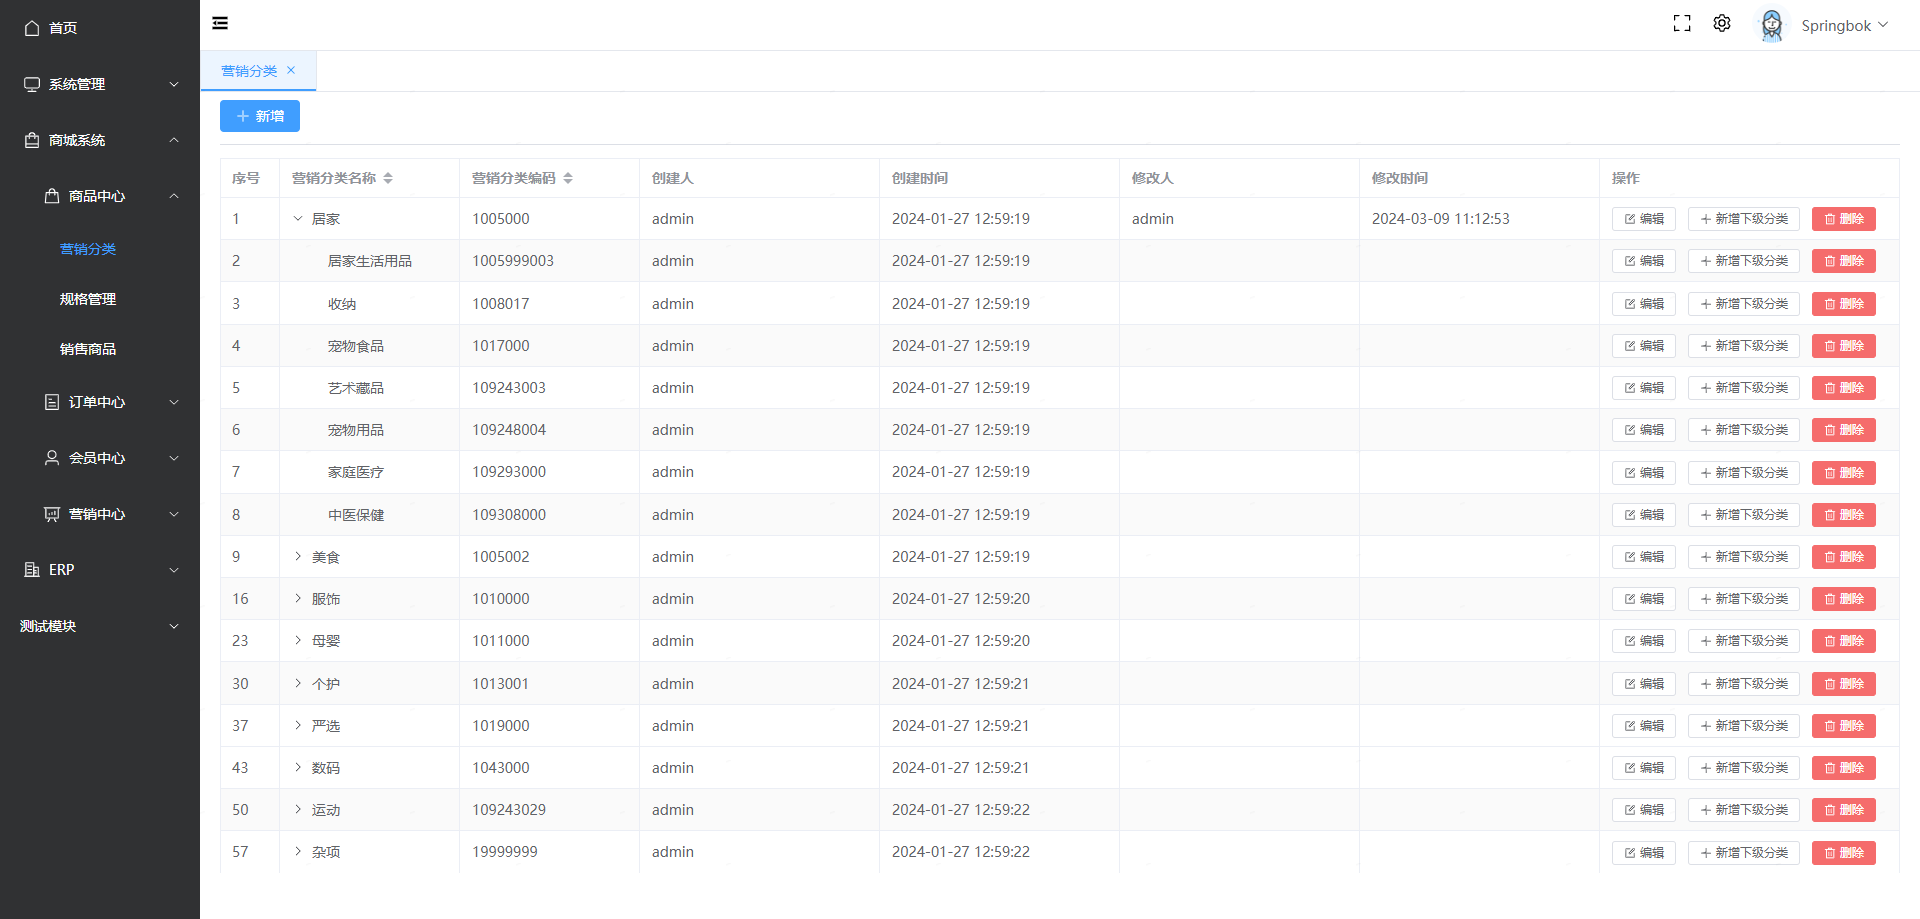 首页
系统管理
商城系统
商品中心
营销分类
规格管理
销售商品
订单中心
会员中心
营销中心
ERP
测试模块
Springbok
营销分类
新增
序号 营销分类名称 营销分类编码 创建人 创建时间 修改人 修改时间 操作
1 居家 1005000 admin 2024-01-27 12:59:19 admin 2024-03-09 11:12:53 编辑 新增下级分类 删除
2 居家生活用品 1005999003 admin 2024-01-27 12:59:19 编辑 新增下级分类 删除
3 收纳 1008017 admin 2024-01-27 12:59:19 编辑 新增下级分类 删除
4 宠物食品 1017000 admin 2024-01-27 12:59:19 编辑 新增下级分类 删除
5 艺术藏品 109243003 admin 2024-01-27 12:59:19 编辑 新增下级分类 删除
6 宠物用品 109248004 admin 2024-01-27 12:59:19 编辑 新增下级分类 删除
7 家庭医疗 109293000 admin 2024-01-27 12:59:19 编辑 新增下级分类 删除
8 中医保健 109308000 admin 2024-01-27 12:59:19 编辑 新增下级分类 删除
9 美食 1005002 admin 2024-01-27 12:59:19 编辑 新增下级分类 删除
16 服饰 1010000 admin 2024-01-27 12:59:20 编辑 新增下级分类 删除
23 母婴 1011000 admin 2024-01-27 12:59:20 编辑 新增下级分类 删除
30 个护 1013001 admin 2024-01-27 12:59:21 编辑 新增下级分类 删除
37 严选 1019000 admin 2024-01-27 12:59:21 编辑 新增下级分类 删除
43 数码 1043000 admin 2024-01-27 12:59:21 编辑 新增下级分类 删除
50 运动 109243029 admin 2024-01-27 12:59:22 编辑 新增下级分类 删除
57 杂项 19999999 admin 2024-01-27 12:59:22 编辑 新增下级分类 删除